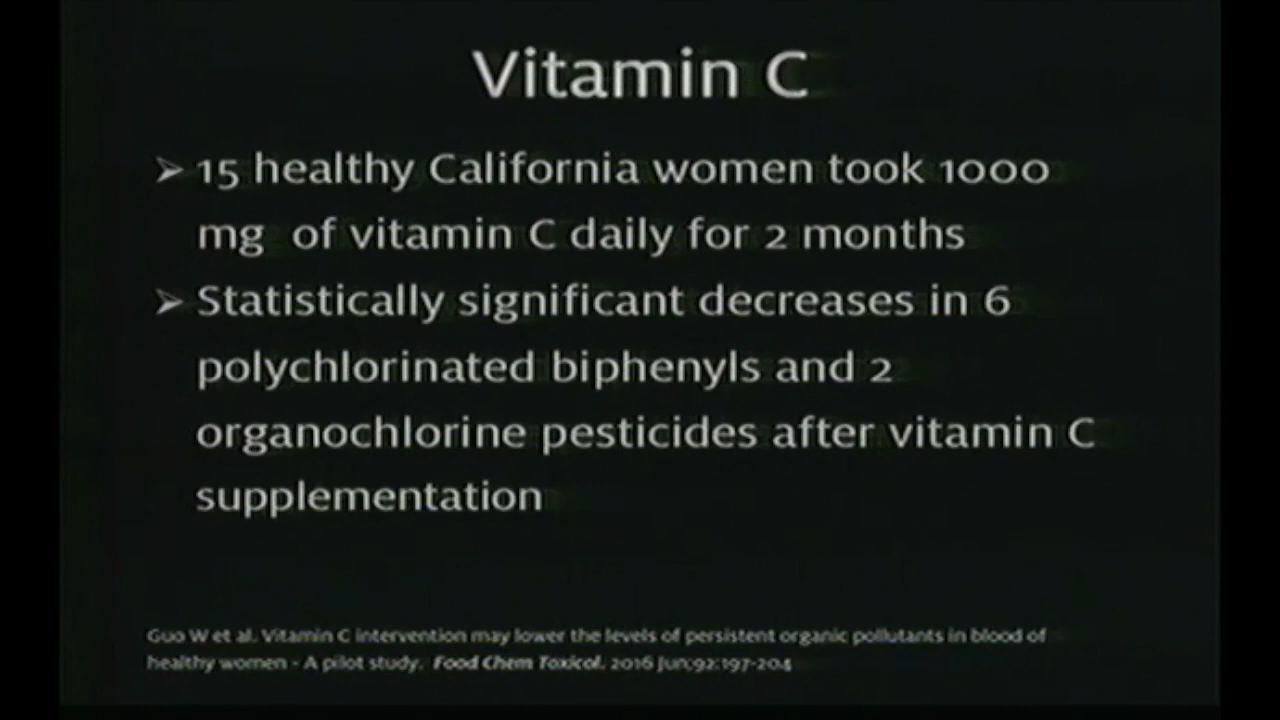 Vitamin C
➢ 15 healthy California women took 1000
mg of vitamin C daily for 2 months
➢ Statistically significant decreases in 6
polychlorinated biphenyls and 2
organochlorine pesticides after vitamin C
supplementation
Guo W et al. Vitamin C intervention may lower the levels of persistent organic pollutants in blood of
healthy women - A pilot study. Food Chem Toxicol. 2016 Jun;92:197-204